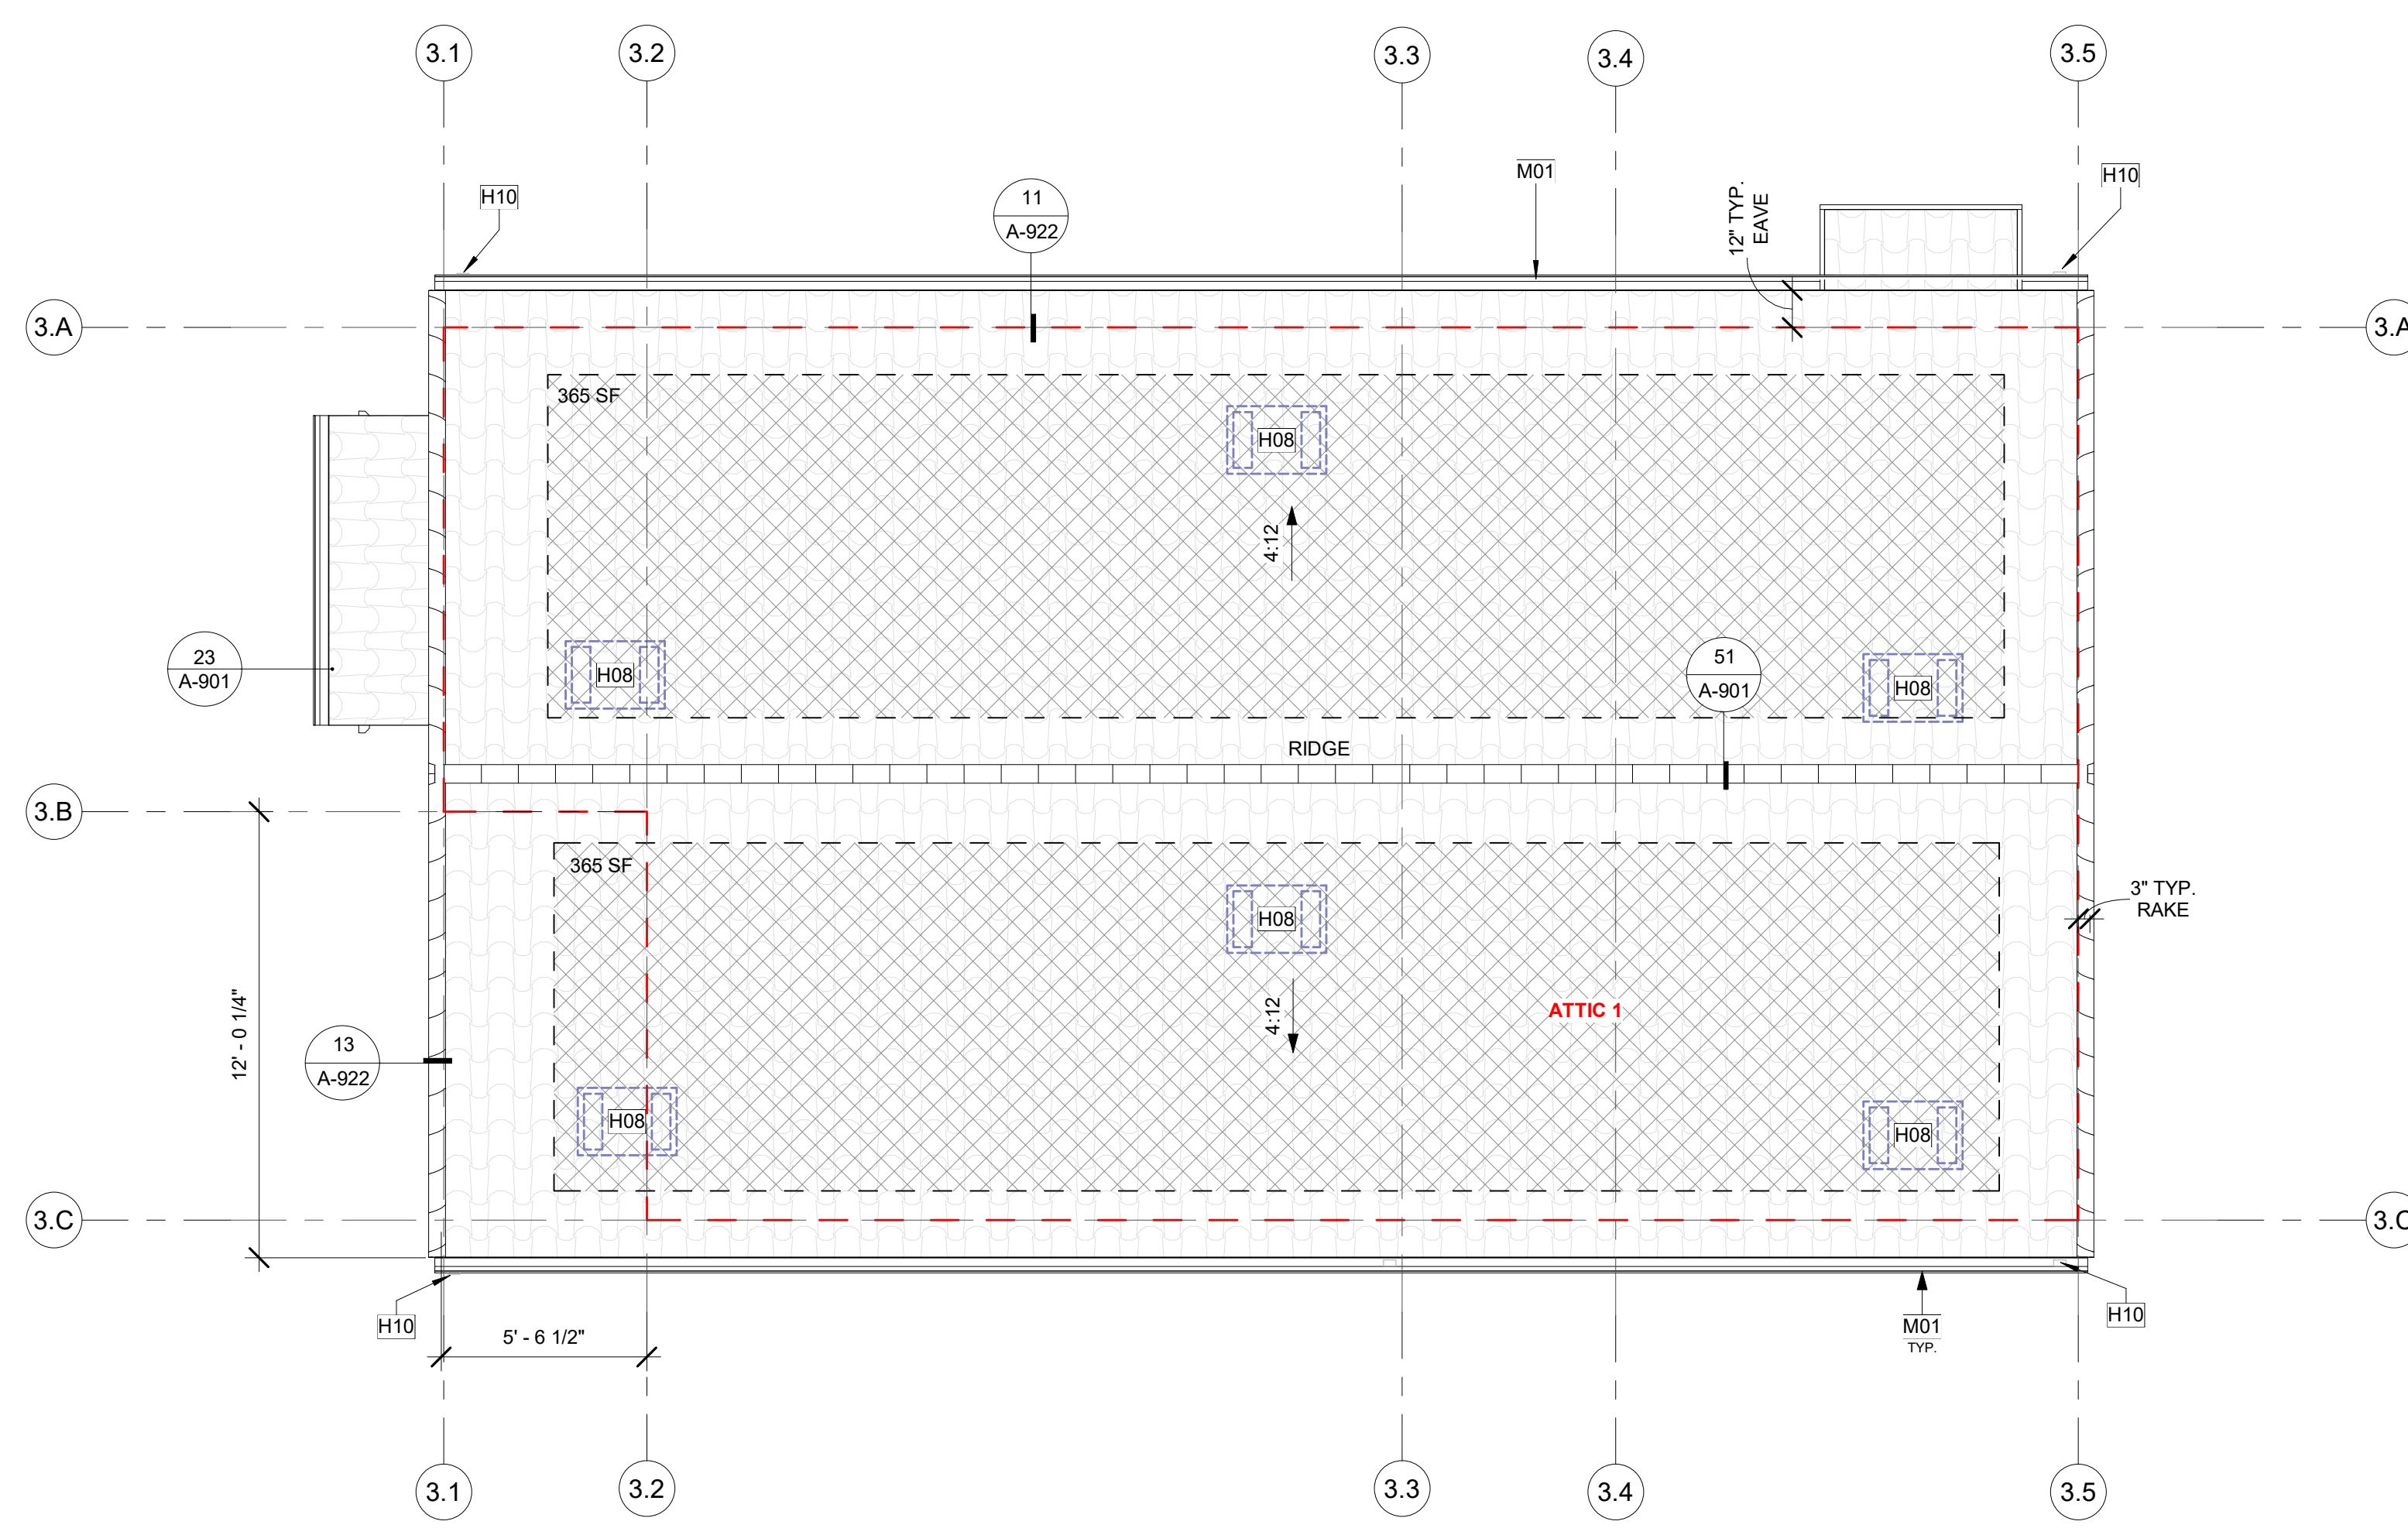 3.1
3.2
3.3
3.4
3.5
H10
11
A-922
M01
12" TYP.
EAVE
H10
3.A
3.A
365 SF
H08
4:12
23
A-901
H08
51
A-901
H08
RIDGE
3.B
365 SF
3" TYP.
RAKE
H08
12' - 0 1/4"
4:12
ATTIC 1
13
A-922
H08
H08
3.C
H10
5' - 6 1/2"
M01
TYP.
H10
3.1
3.2
3.3
3.4
3.5